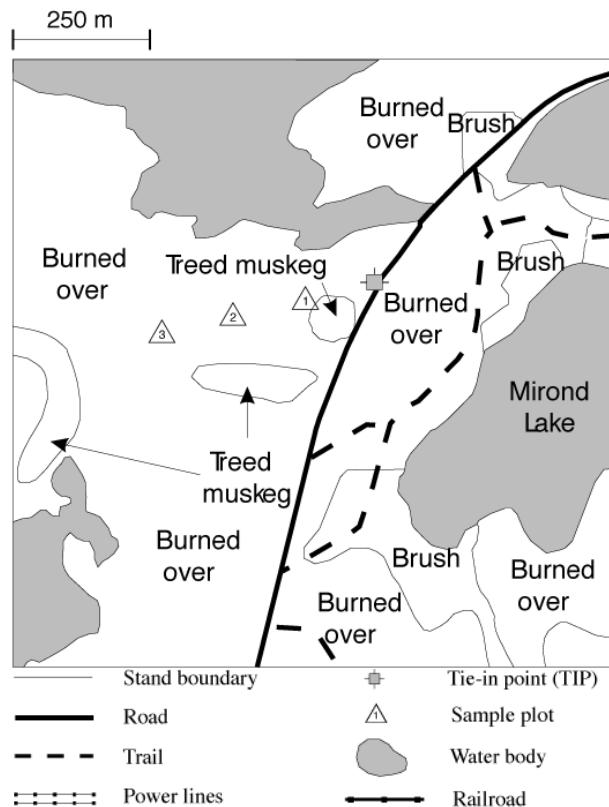 250 m
Burned
over
Brush
Burned
over
Treed muskeg
Brush
Burned
over
1
2
3
Mirond
Lake
Treed
muskeg
Burned
over
Brush
Burned
over
Burned
over
Stand boundary
Tie-in point (TIP)
Road
1
Sample plot
Trail
Water body
Power lines
Railroad